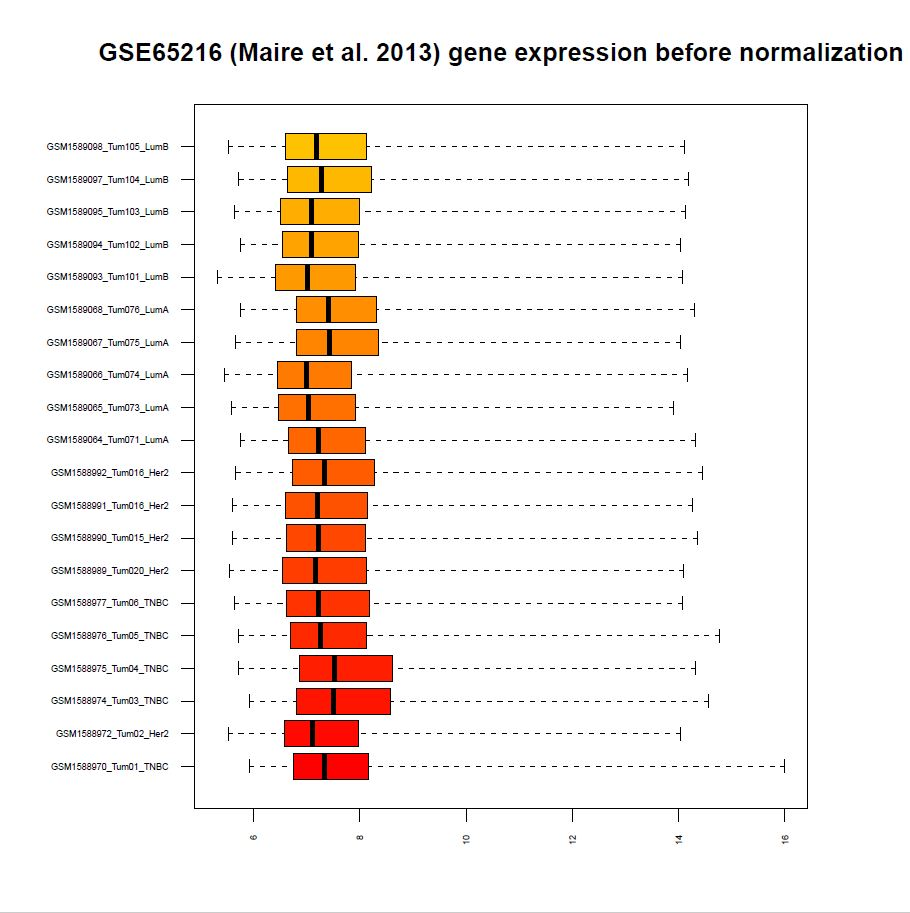 GSE65216 (Maire et al. 2013) gene expression before normalization
GSM1589098_Tum105_LumB
GSM1589097_Tum104_LumB
GSM1589095_Tum103_LumB
GSM1589094_Tum102_LumB
GSM1589093_Tum101_LumB
GSM1589068_Tum076_LumA
GSM1589067_Tum075_LumA
GSM1589066_Tum074_LumA
GSM1589065_Tum073_LumA
GSM1589064_Tum071_LumA
GSM1588992_Tum016_Her2
GSM1588991_Tum016_Her2
GSM1588990_Tum015_Her2
GSM1588989_Tum020_Her2
GSM1588977_Tum06_TNBC
GSM1588976_Tum05_TNBC
GSM1588975_Tum04_TNBC
GSM1588974_Tum03_TNBC
GSM1588972_Tum02_Her2
GSM1588970_Tum01_TNBC
6 8 10 12 14 16